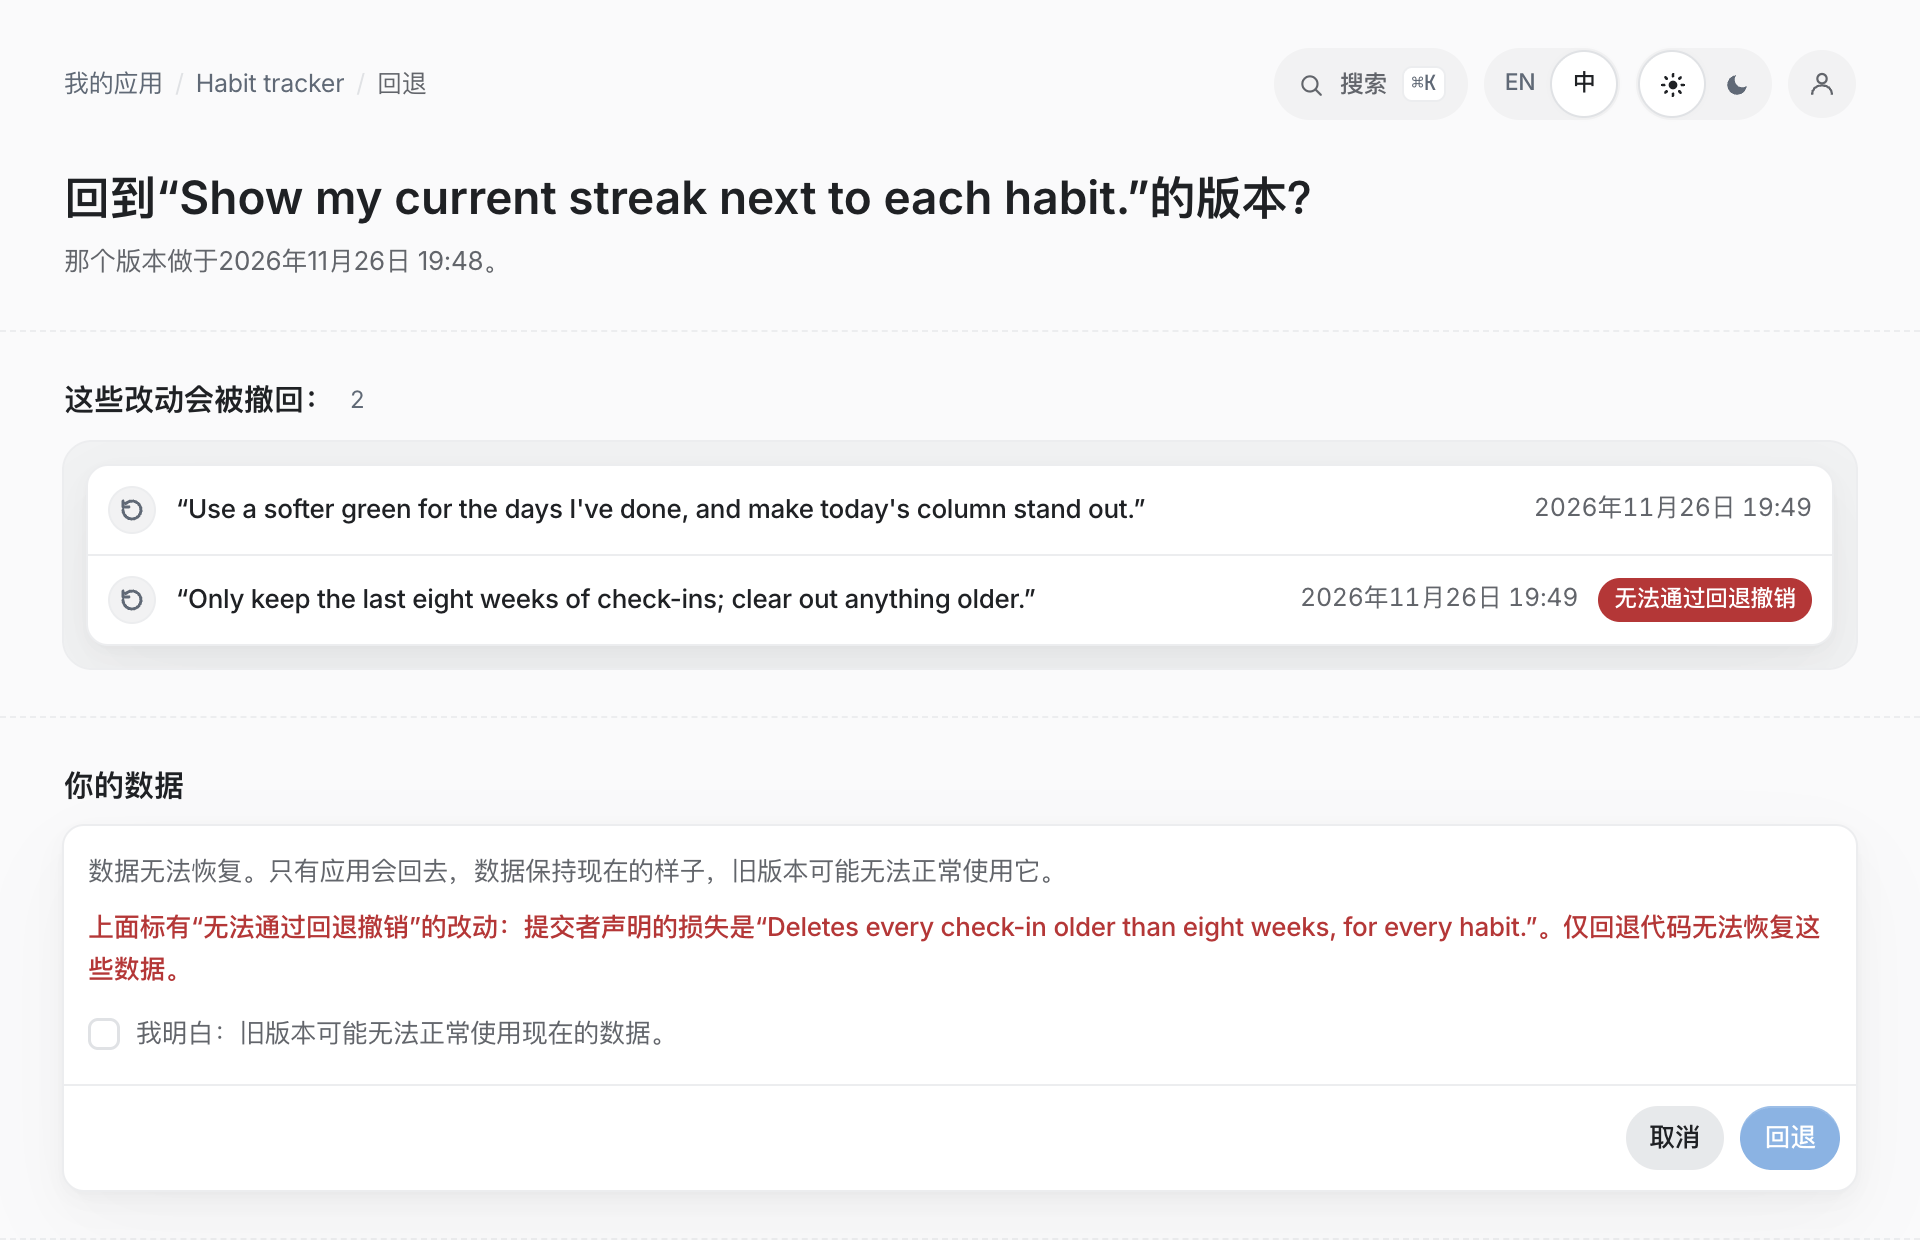 我的应用 / Habit tracker / 回退
搜索 ⌘K
EN 中
回到“Show my current streak next to each habit.”的版本?
那个版本做于2026年11月26日 19:48。
这些改动会被撤回： 2
“Use a softer green for the days I've done, and make today's column stand out.” 2026年11月26日 19:49
“Only keep the last eight weeks of check-ins; clear out anything older.” 2026年11月26日 19:49 无法通过回退撤销
你的数据
数据无法恢复。只有应用会回去，数据保持现在的样子，旧版本可能无法正常使用它。
上面标有“无法通过回退撤销”的改动：提交者声明的损失是“Deletes every check-in older than eight weeks, for every habit.”。仅回退代码无法恢复这
些数据。
我明白：旧版本可能无法正常使用现在的数据。
取消 回退